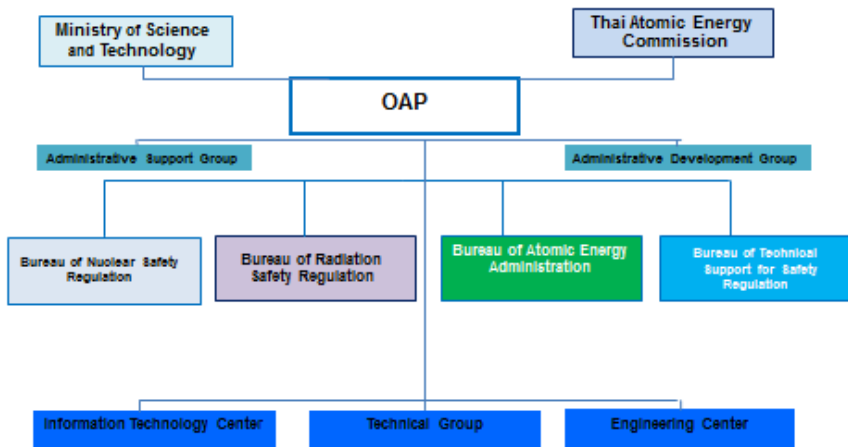 Ministry of Science
and Technology
Thai Atomic Energy
Commission
OAP
Administrative Support Group
Administrative Development Group
Bureau of Nuclear Safety
Regulation
Bureau of Radiation
Safety Regulation
Bureau of Atomic Energy
Administration
Bureau of Technical
Support for Safety
Regulation
Information Technology Center
Technical Group
Engineering Center